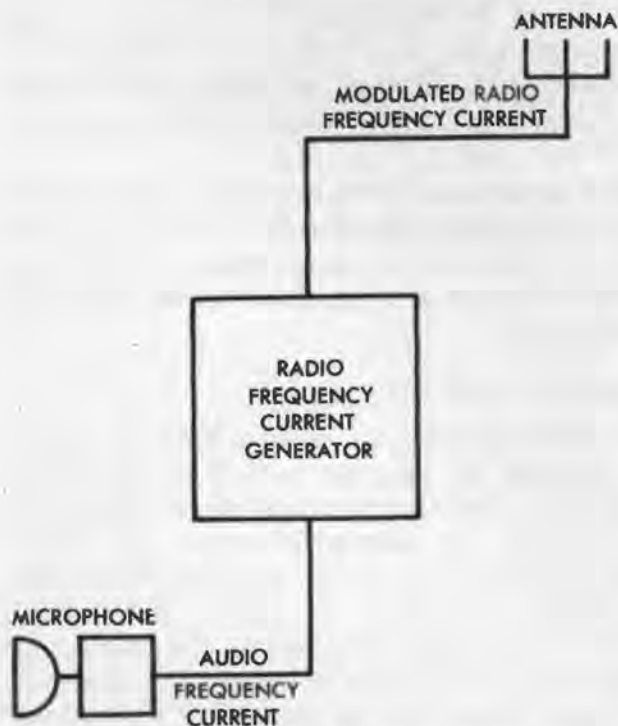 ANTENNA
MODULATED RADIO
FREQUENCY CURRENT
RADIO
FREQUENCY
CURRENT
GENERATOR
MICROPHONE
AUDIO
FREQUENCY
CURRENT